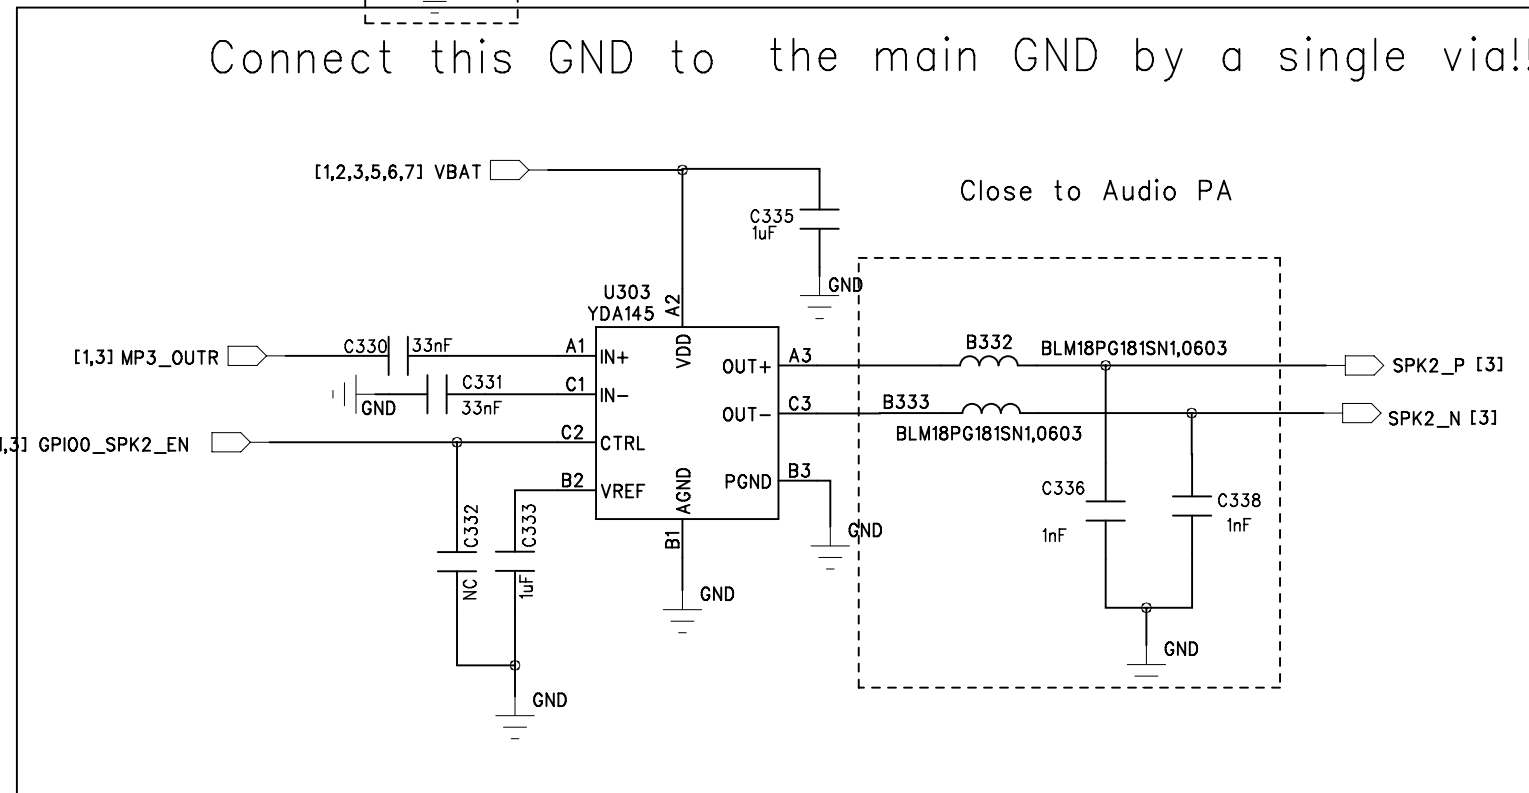 Connect this GND to the main GND by a single via!!
[1,2,3,5,6,7] VBAT
Close to Audio PA
C335
1uF
GND
U303
YDA145
A2
VDD
[1,3] MP3_OUTR
C330
33nF
A1
IN+
GND
C331
33nF
C1
IN-
,3] GPIO0_SPK2_EN
C2
CTRL
B2
VREF
AGND
B1
OUT+
A3
OUT-
C3
PGND
B3
B332
BLM18PG181SN1,0603
SPK2_P [3]
B333
BLM18PG181SN1,0603
SPK2_N [3]
C336
1nF
C338
1nF
GND
GND
C332
NC
C333
1uF
GND
GND